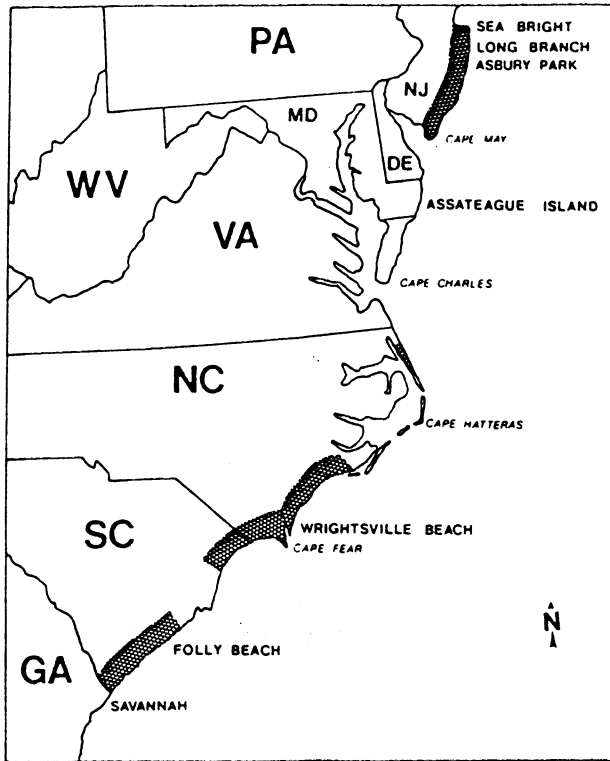 PA
SEA BRIGHT
LONG BRANCH
ASBURY PARK
NJ
MD
CAPE MAY
DE
WV
ASSATEAGUE ISLAND
VA
CAPE CHARLES
NC
CAPE HATTERAS
SC
WRIGHTSVILLE BEACH
CAPE FEAR
N
FOLLY BEACH
GA
SAVANNAH